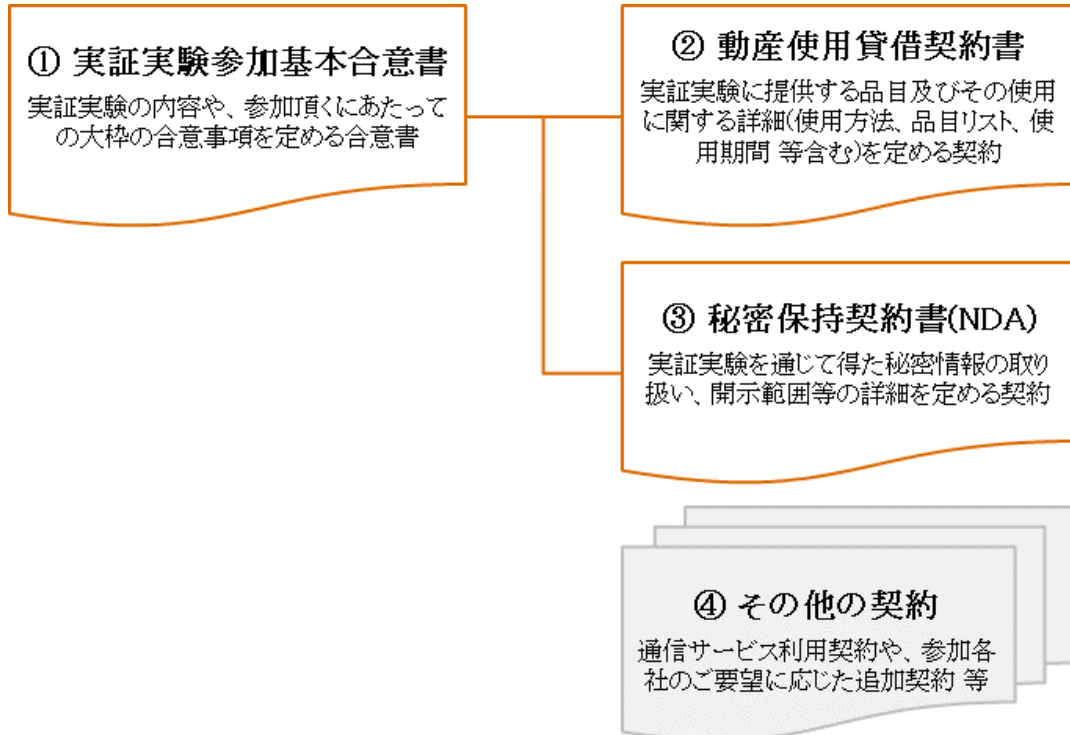 ① 実証実験参加基本合意書
実証実験の内容や、参加頂くにあたって
の大枠の合意事項を定める合意書
② 動産使用貸借契約書
実証実験に提供する品目及びその使用
に関する詳細(使用方法、品目リスト、使
用期間 等含む)を定める契約
③ 秘密保持契約書(NDA)
実証実験を通じて得た秘密情報の取り
扱い、開示範囲等の詳細を定める契約
④ その他の契約
通信サービス利用契約や、参加各
社のご要望に応じた追加契約 等